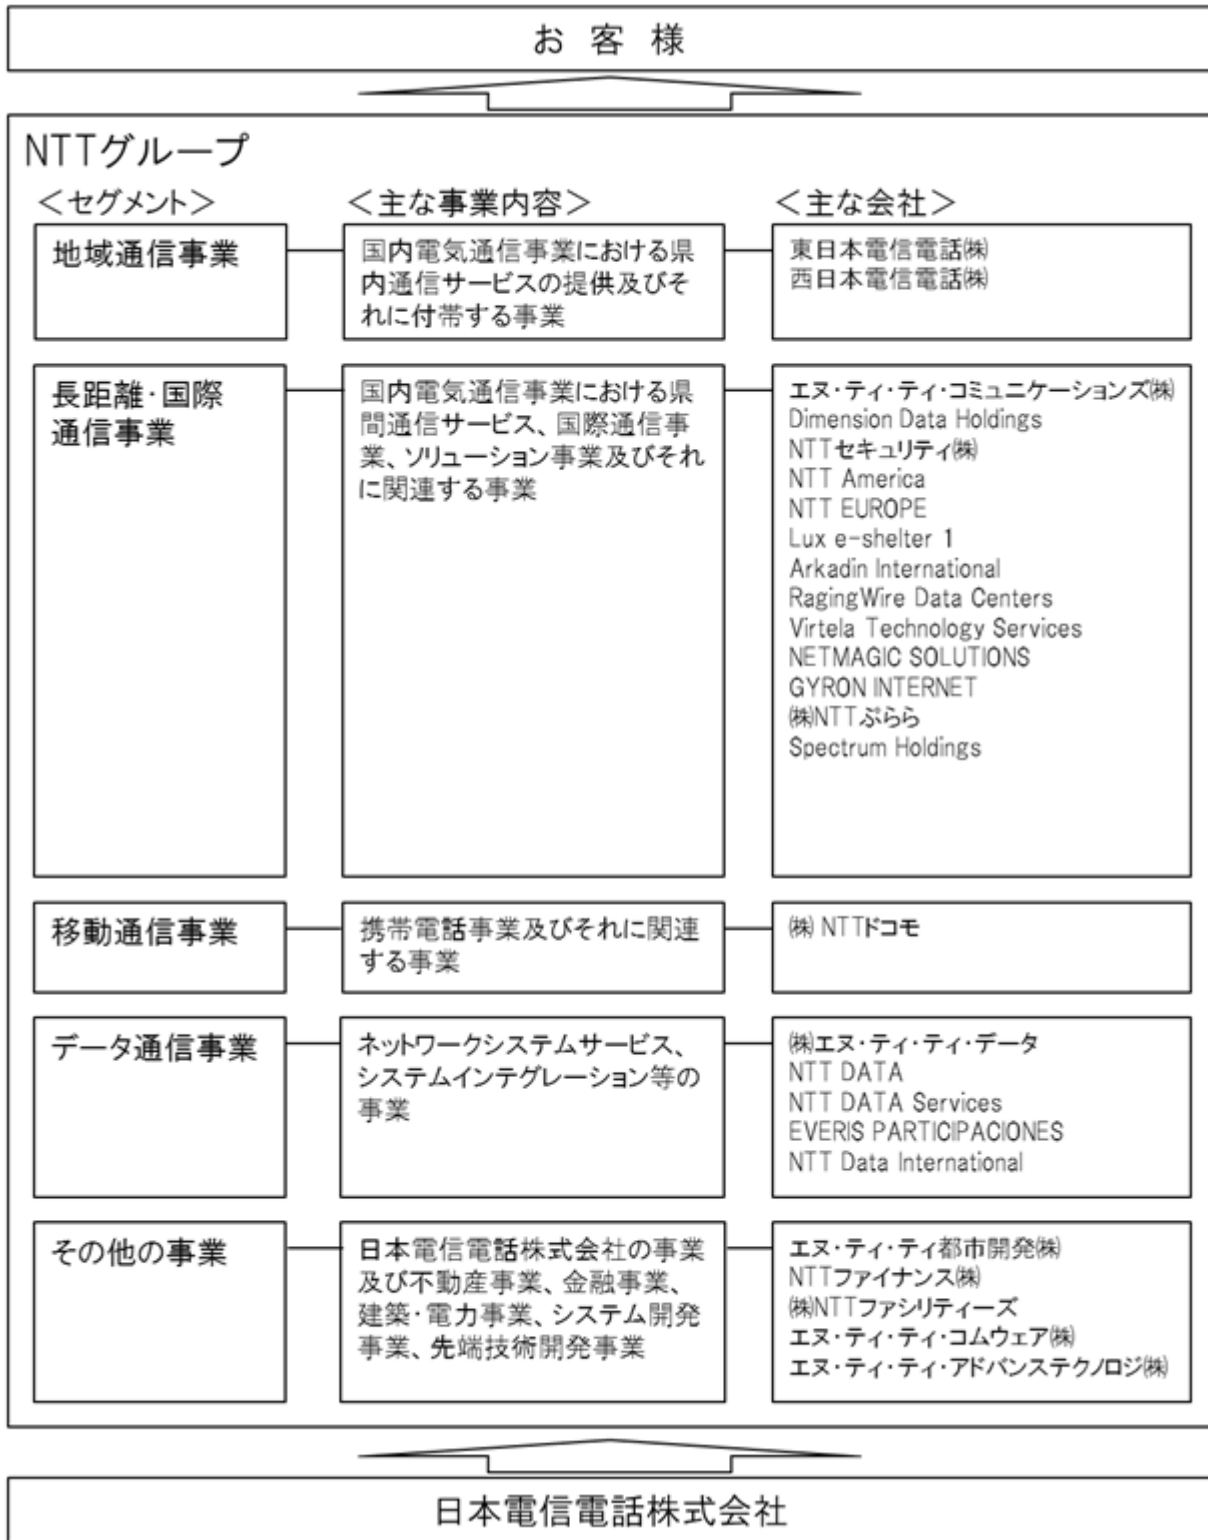 お 客 様
NTTグループ
＜セグメント＞
＜主な事業内容＞
＜主な会社＞
地域通信事業
国内電気通信事業における県
内通信サービスの提供及びそ
れに付帯する事業
東日本電信電話㈱
西日本電信電話㈱
長距離・国際
通信事業
国内電気通信事業における県
間通信サービス、国際通信事
業、ソリューション事業及びそれ
に関連する事業
エヌ・ティ・ティ・コミュニケーションズ㈱
Dimension Data Holdings
NTTセキュリティ㈱
NTT America
NTT EUROPE
Lux e-shelter 1
Arkadin International
RagingWire Data Centers
Virtela Technology Services
NETMAGIC SOLUTIONS
GYRON INTERNET
㈱NTTぷらら
Spectrum Holdings
移動通信事業
携帯電話事業及びそれに関連
する事業
㈱ NTTドコモ
データ通信事業
ネットワークシステムサービス、
システムインテグレーション等の
事業
㈱エヌ・ティ・ティ・データ
NTT DATA
NTT DATA Services
EVERIS PARTICIPACIONES
NTT Data International
その他の事業
日本電信電話株式会社の事業
及び不動産事業、金融事業、
建築・電力事業、システム開発
事業、先端技術開発事業
エヌ・ティ・ティ都市開発㈱
NTTファイナンス㈱
㈱NTTファシリティーズ
エヌ・ティ・ティ・コムウェア㈱
エヌ・ティ・ティ・アドバンステクノロジ㈱
日本電信電話株式会社